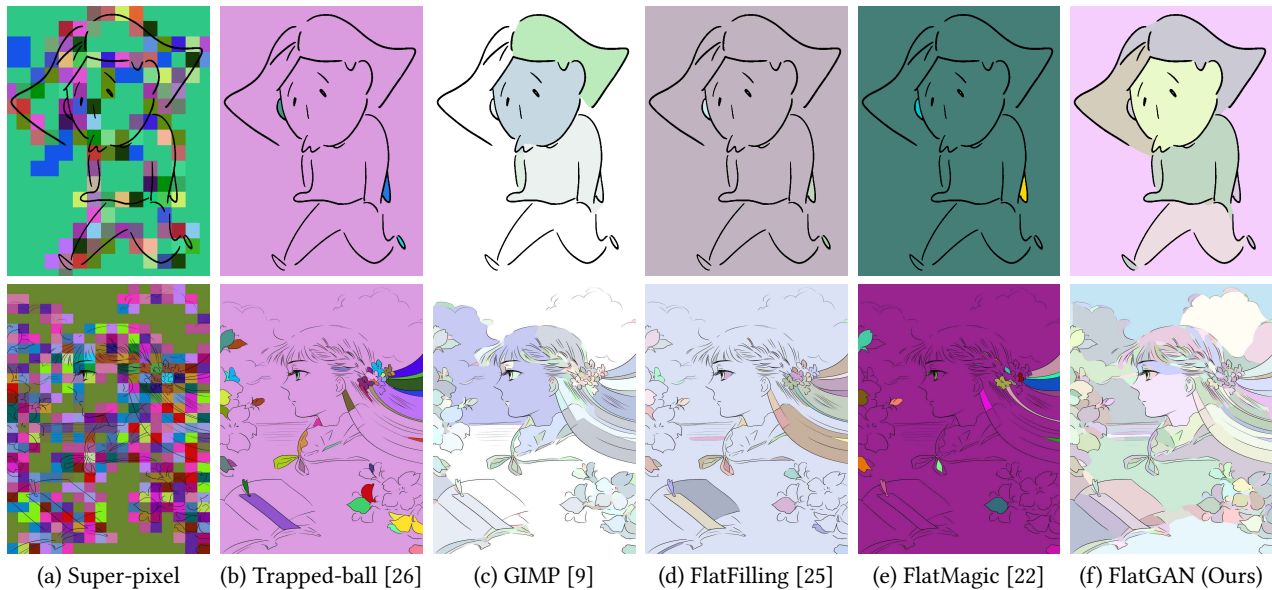 (a) Super-pixel (b) Trapped-ball [26] (c) GIMP [9] (d) FlatFilling [25] (e) FlatMagic [22] (f) FlatGAN (Ours)